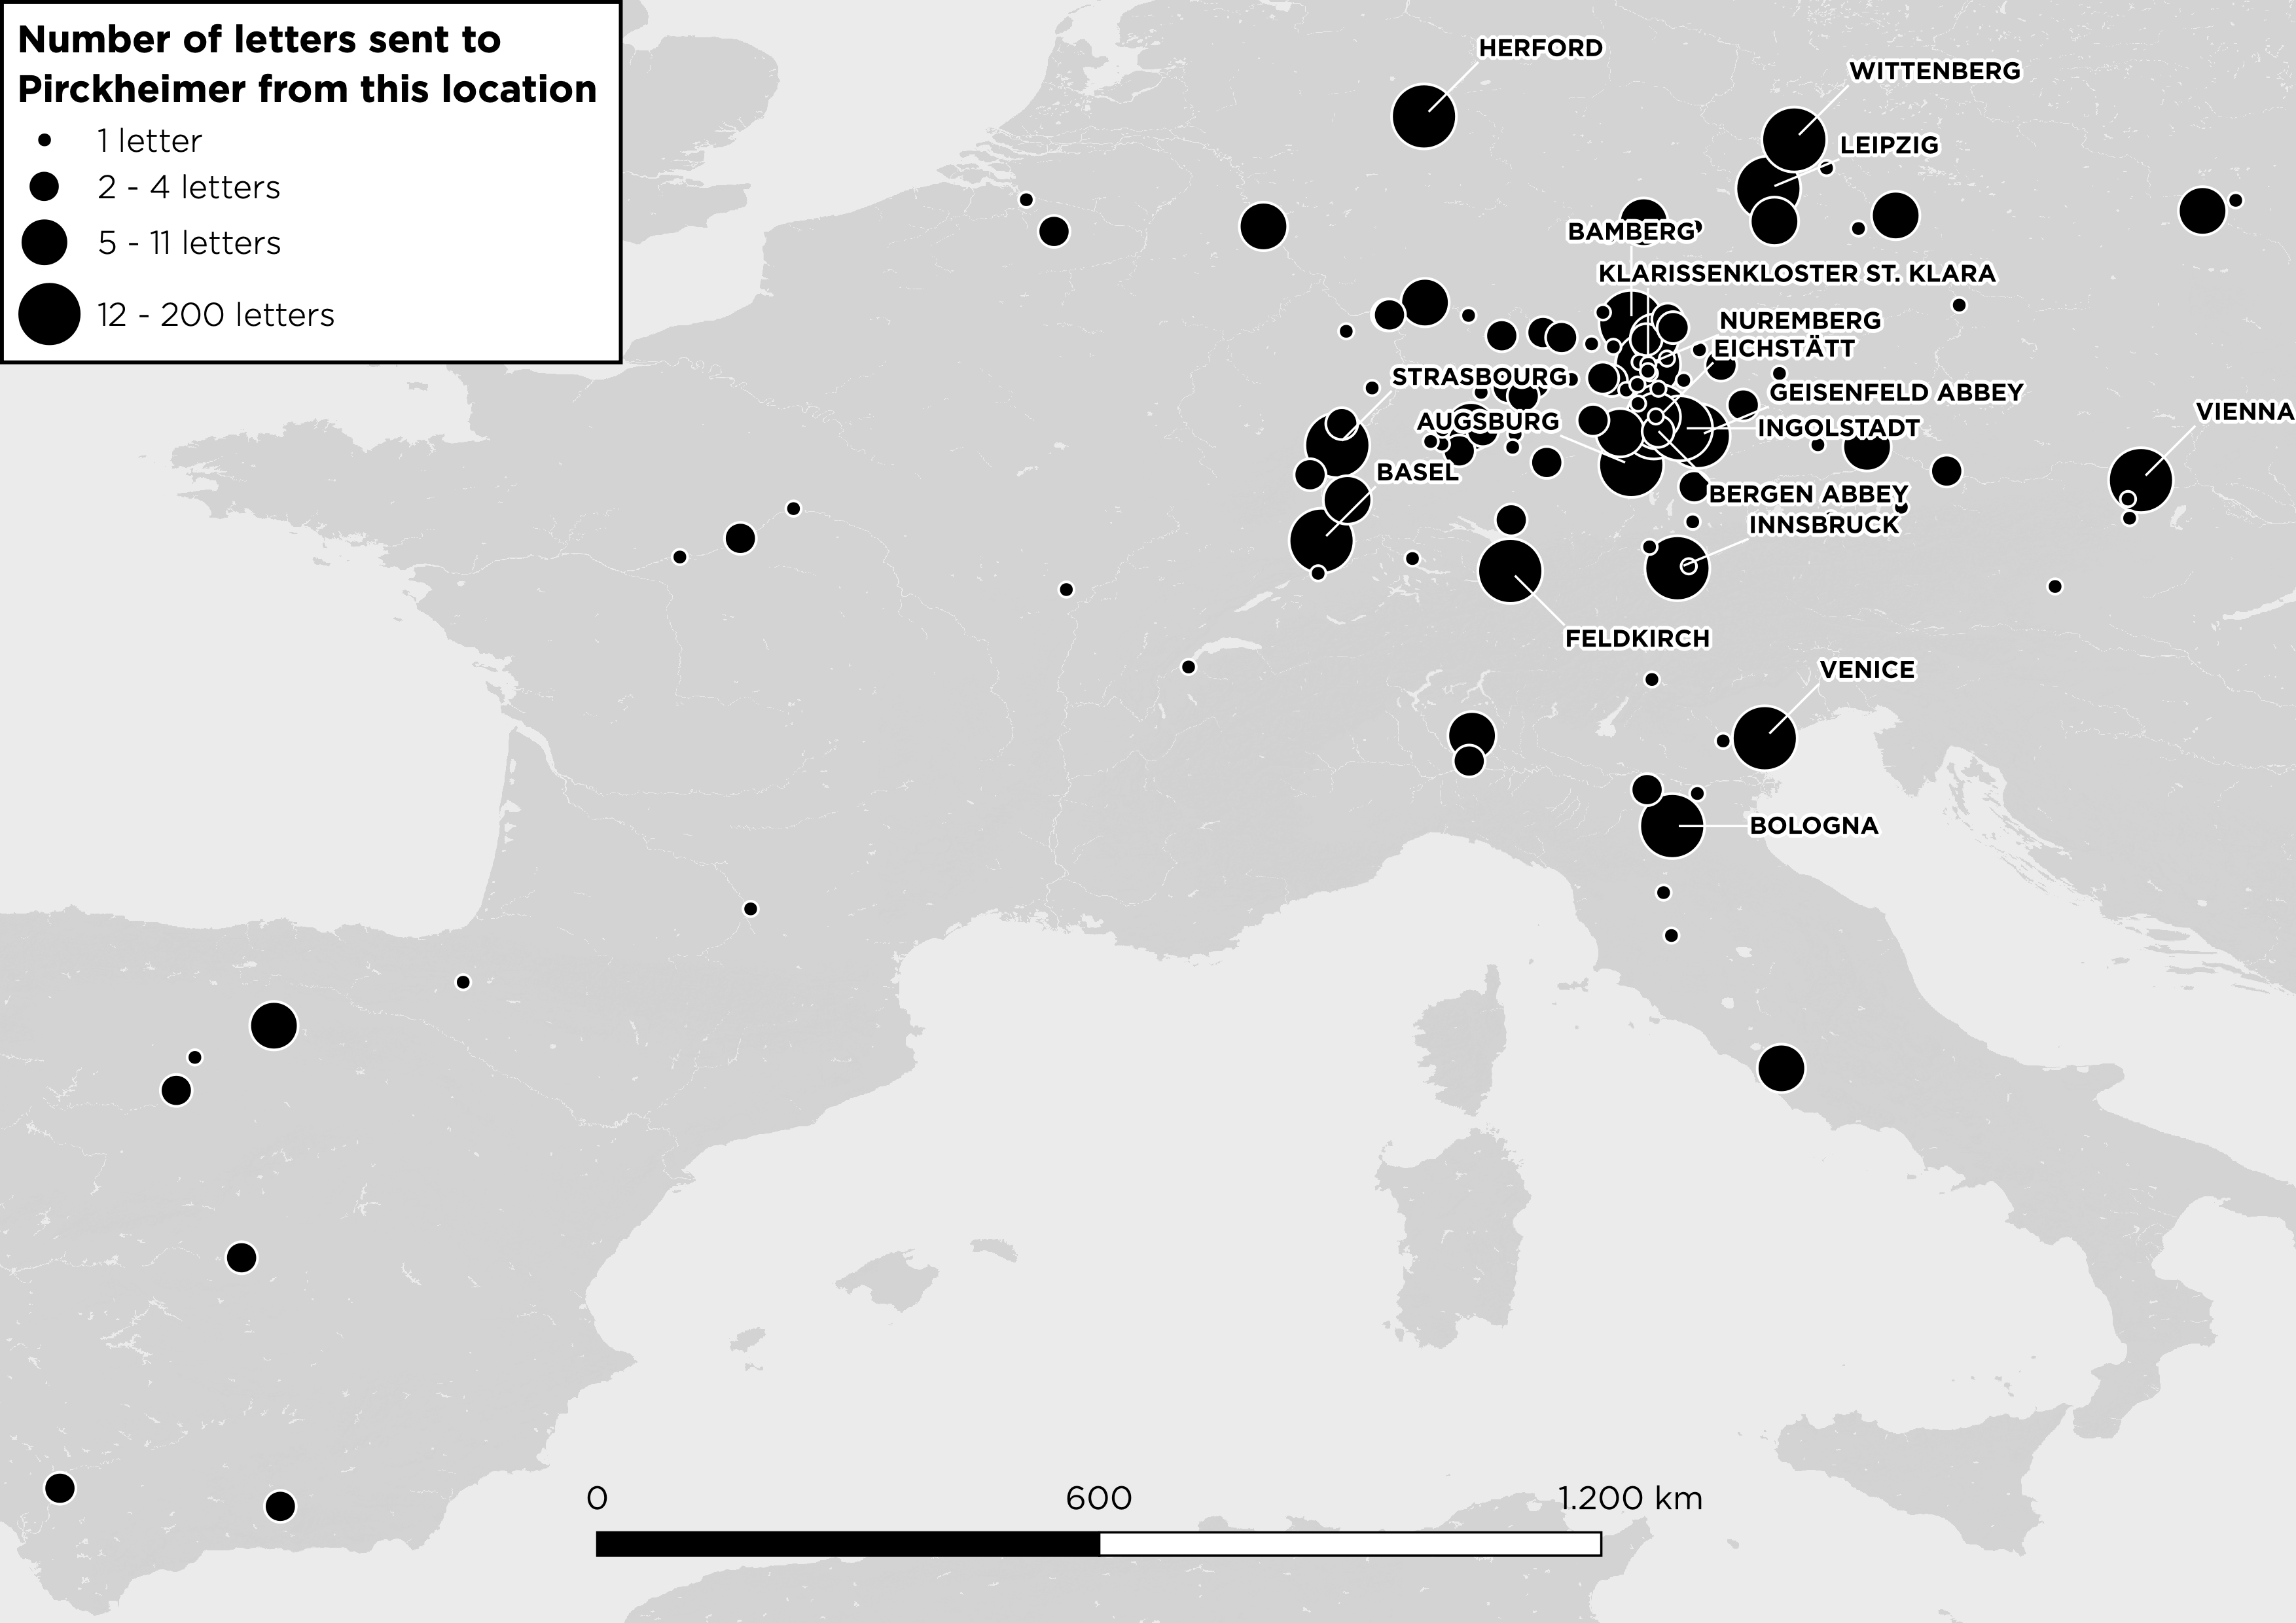 Number of letters sent to
Pirckheimer from this location
1 letter
2 - 4 letters
5 - 11 letters
12 - 200 letters
HERFORD
WITTENBERG
LEIPZIG
BAMBERG
KLARISSENKLOSTER ST. KLARA
NUREMBERG
EICHSTÄTT
STRASBOURG
GEISENFELD ABBEY
VIENNA
AUGSBURG
INGOLSTADT
BASEL
BERGEN ABBEY
INNSBRUCK
FELDKIRCH
VENICE
BOLOGNA
0 600 1.200 km